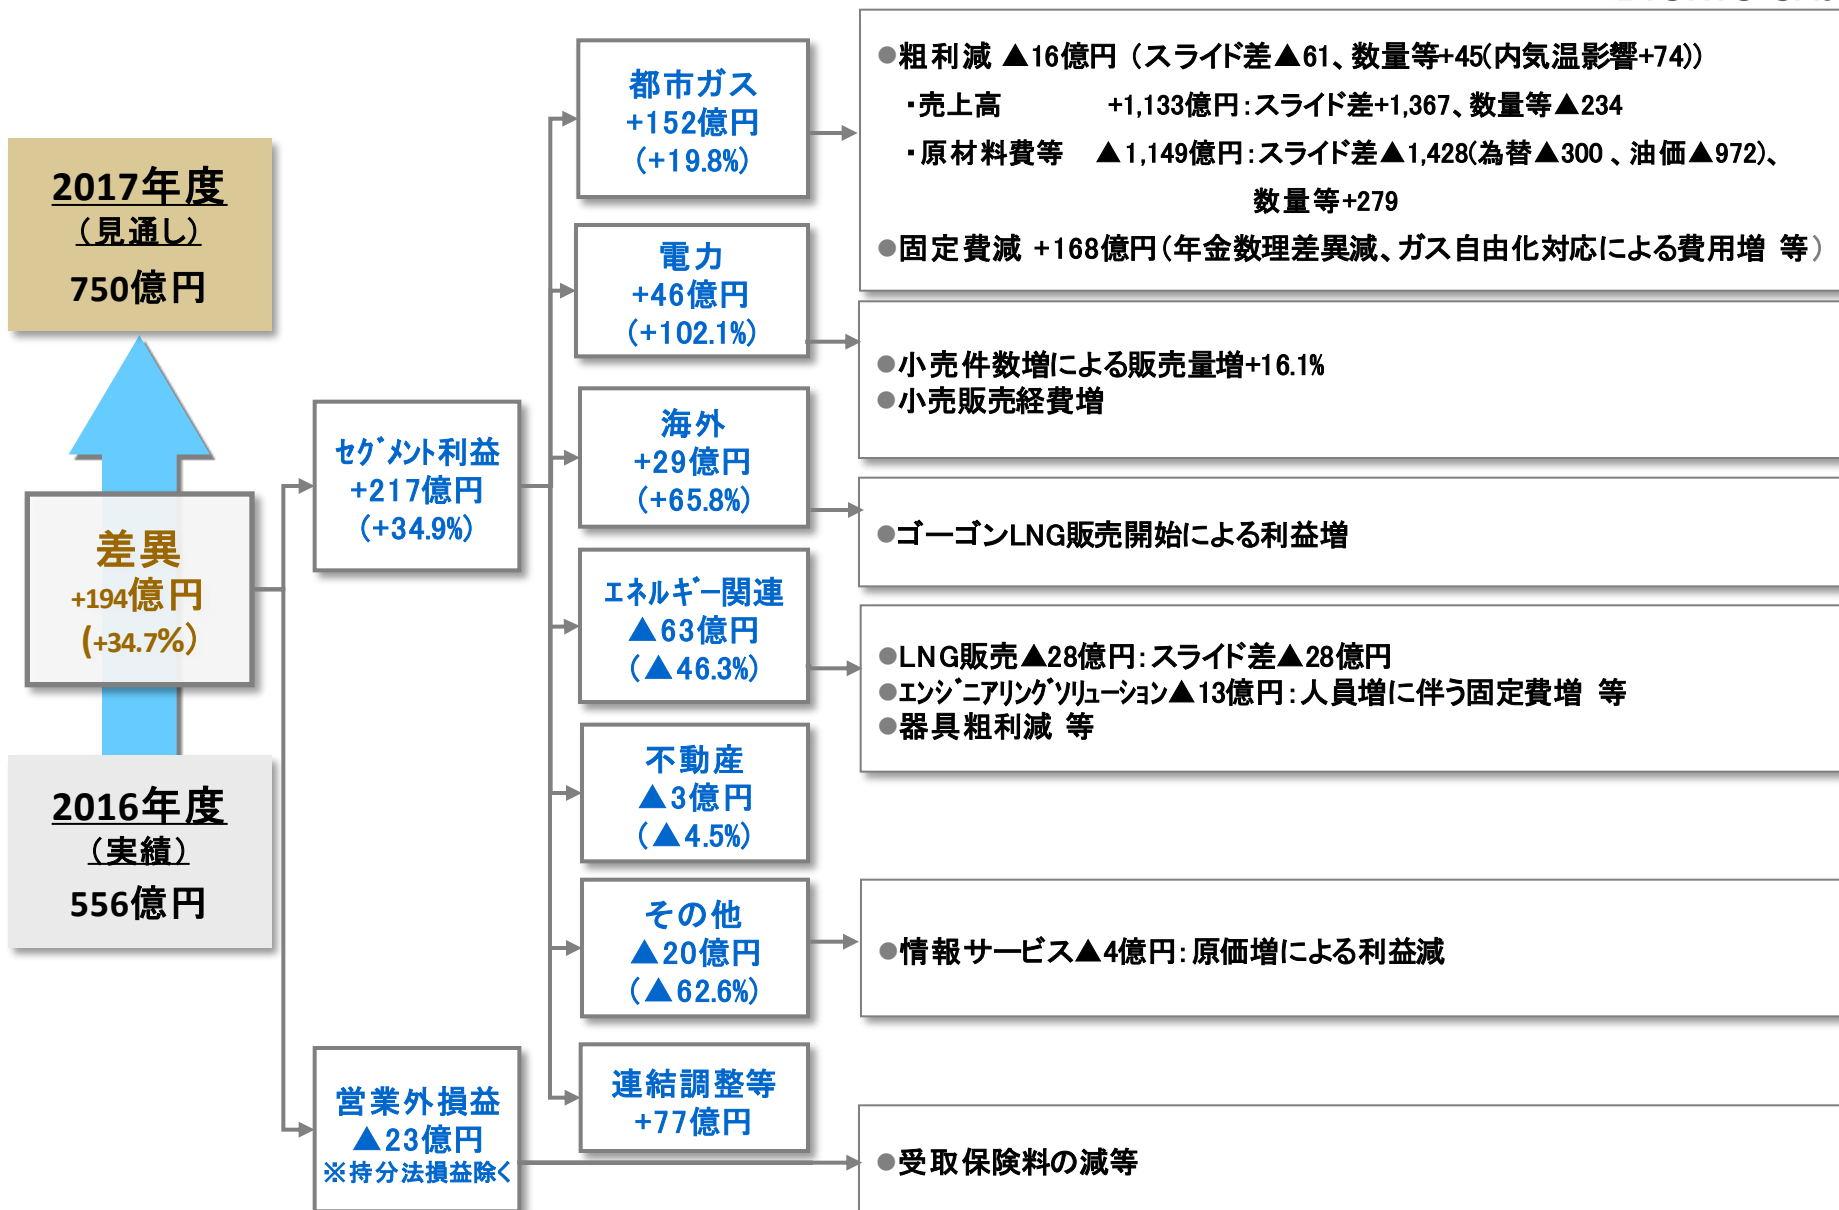 2017年度
（見通し）
750億円
差異
+194億円
(+34.7%)
2016年度
（実績）
556億円
ｾｸﾞﾒﾝﾄ利益
+217億円
(+34.9%)
営業外損益
▲23億円
※持分法損益除く
都市ガス
+152億円
(+19.8%)
電力
+46億円
(+102.1%)
海外
+29億円
(+65.8%)
ｴﾈﾙｷﾞｰ関連
▲63億円
(▲46.3%)
不動産
▲3億円
(▲4.5%)
その他
▲20億円
(▲62.6%)
連結調整等
+77億円
●粗利減 ▲16億円（スライド差▲61、数量等+45(内気温影響+74)）
・売上高 +1,133億円：スライド差+1,367、数量等▲234
・原材料費等 ▲1,149億円：スライド差▲1,428(為替▲300 、油価▲972)、
数量等+279
●固定費減 +168億円（年金数理差異減、ガス自由化対応による費用増 等）
●小売件数増による販売量増+16.1%
●小売販売経費増
●ゴーゴンLNG販売開始による利益増
●LNG販売▲28億円：スライド差▲28億円
●ｴﾝｼﾞﾆｱﾘﾝｸﾞｿﾘｭｰｼｮﾝ▲13億円：人員増に伴う固定費増 等
●器具粗利減 等
●情報サービス▲4億円：原価増による利益減
●受取保険料の減等